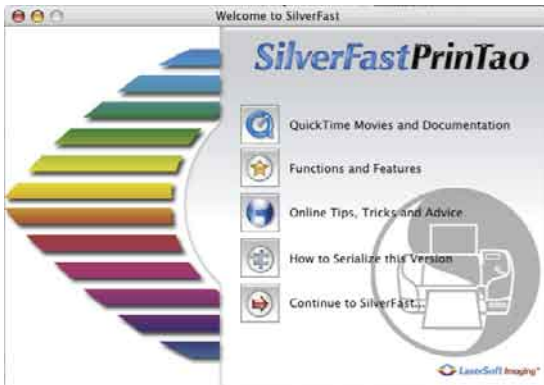 Welcome to SilverFast
SilverFastPrinTao
QuickTime Movies and Documentation
Functions and Features
Online Tips, Tricks and Advice
How to Serialize this Version
Continue to SilverFast...
LaserSoft Imaging™